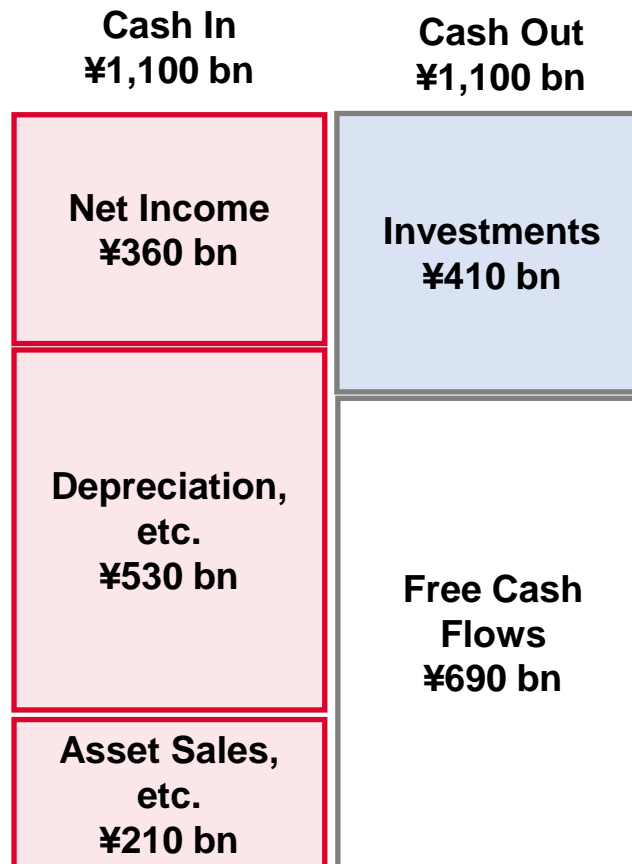 Cash In
¥1,100 bn
Cash Out
¥1,100 bn
Net Income
¥360 bn
Investments
¥410 bn
Depreciation,
etc.
¥530 bn
Free Cash
Flows
¥690 bn
Asset Sales,
etc.
¥210 bn